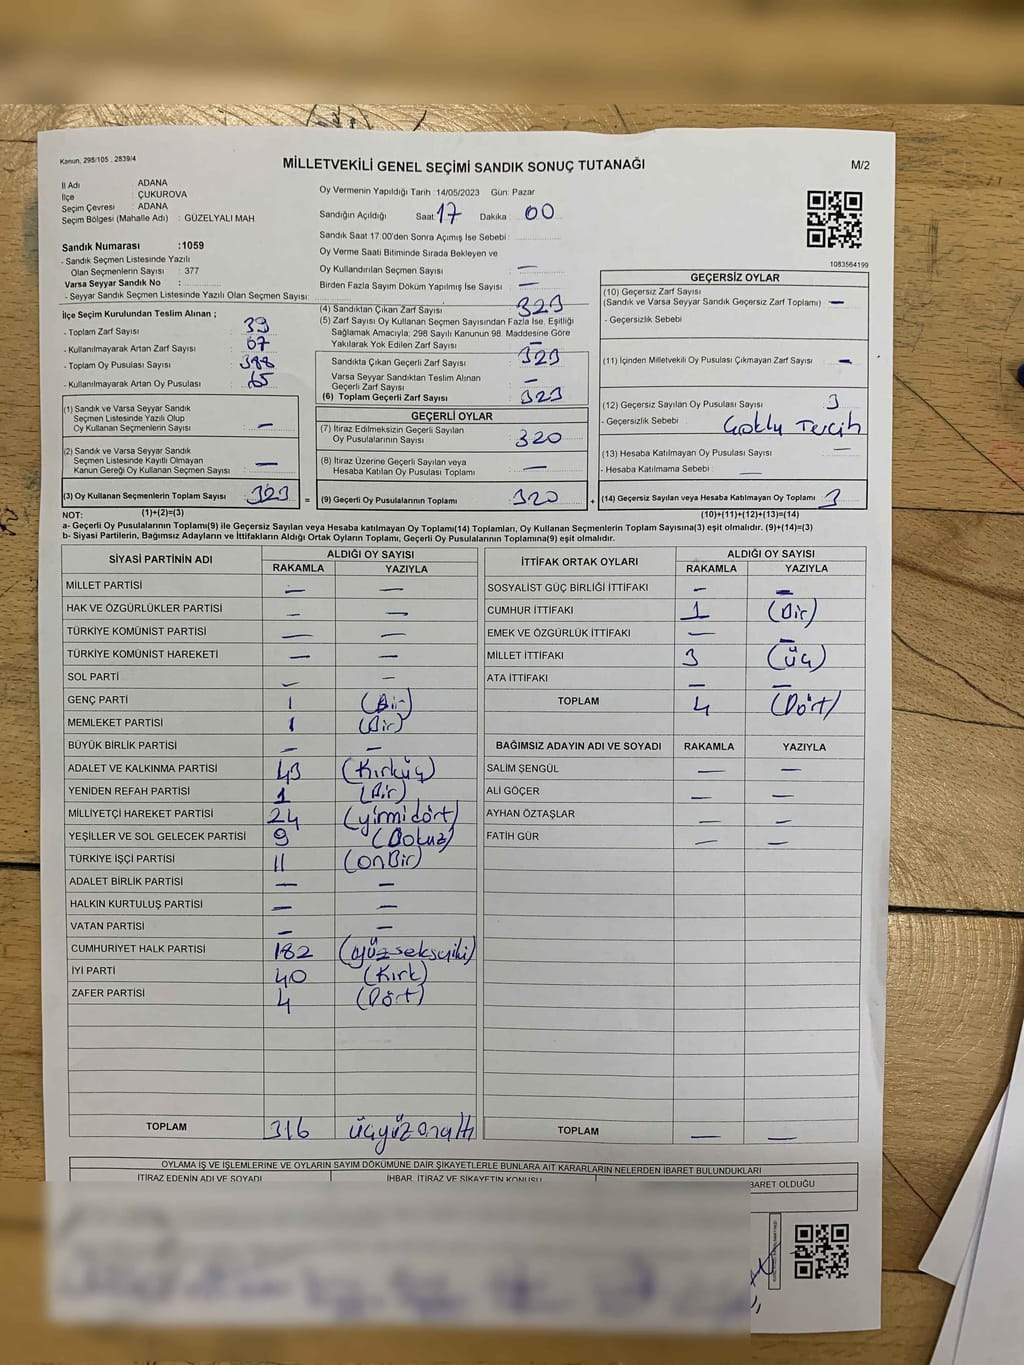 Kanun, 298/105 , 2839/4
MİLLETVEKİLİ GENEL SEÇİMİ SANDIK SONUÇ TUTANAĞI
M/2
İl Adı ADANA
İlçe : ÇUKUROVA
Seçim Çevresi : ADANA
Seçim Bölgesi (Mahalle Adı) : GÜZELYALI MAH.
Sandık Numarası :1059
- Sandık Seçmen Listesinde Yazılı
Olan Seçmenlerin Sayısı : 377
Varsa Seyyar Sandık No :
- Seyyar Sandık Seçmen Listesinde Yazılı Olan Seçmen Sayısı:
Oy Vermenin Yapıldığı Tarih :14/05/2023 Gün: Pazar
Sandığın Açıldığı Saat: 17 Dakika 00
Sandık Saat 17:00'den Sonra Açımış İse Sebebi :
Oy Verme Saati Bitiminde Sırada Bekleyen ve
Oy Kullandırılan Seçmen Sayısı : —
Birden Fazla Sayım Döküm Yapılmış İse Sayısı : —
1083564199
İlçe Seçim Kurulundan Teslim Alınan ;
- Toplam Zarf Sayısı :
- Kullanılmayarak Artan Zarf Sayısı : 67
- Toplam Oy Pusulası Sayısı : 388
- Kullanılmayarak Artan Oy Pusulası : 65
(1) Sandık ve Varsa Seyyar Sandık
Seçmen Listesinde Yazılı Olup
Oy Kullanan Seçmenlerin Sayısı : —
(2) Sandık ve Varsa Seyyar Sandık
Seçmen Listesinde Kayıtlı Olmayan
Kanun Gereği Oy Kullanan Seçmen Sayısı : —
(3) Oy Kullanan Seçmenlerin Toplam Sayısı 323 =
(4) Sandıktan Çıkan Zarf Sayısı : 323
(5) Zarf Sayısı Oy Kullanan Seçmen Sayısından Fazla İse, Eşitliği
Sağlamak Amacıyla; 298 Sayılı Kanunun 98. Maddesine Göre
Yakılarak Yok Edilen Zarf Sayısı : —
Sandıkta Çıkan Geçerli Zarf Sayısı : 323
Varsa Seyyar Sandıktan Teslim Alınan
Geçerli Zarf Sayısı : —
(6) Toplam Geçerli Zarf Sayısı : 323
GEÇERLİ OYLAR
(7) İtiraz Edilmeksizin Geçerli Sayılan
Oy Pusulalarının Sayısı : 320
(8) İtiraz Üzerine Geçerli Sayılan veya
Hesaba Katılan Oy Pusulası Toplamı : —
(9) Geçerli Oy Pusulalarının Toplamı : 320 +
GEÇERSİZ OYLAR
(10) Geçersiz Zarf Sayısı
(Sandık ve Varsa Seyyar Sandık Geçersiz Zarf Toplamı) : —
- Geçersizlik Sebebi :
(11) İçinden Milletvekili Oy Pusulası Çıkmayan Zarf Sayısı : —
(12) Geçersiz Sayılan Oy Pusulası Sayısı : 3
- Geçersizlik Sebebi : Çoklu Tercih
(13) Hesaba Katılmayan Oy Pusulası Sayısı : —
- Hesaba Katılmama Sebebi : —
(14) Geçersiz Sayılan veya Hesaba Katılmayan Oy Toplamı : 3
NOT: (1)+(2)=(3) (10)+(11)+(12)+(13)=(14)
a- Geçerli Oy Pusulalarının Toplamı(9) ile Geçersiz Sayılan veya Hesaba katılmayan Oy Toplamı(14) Toplamları, Oy Kullanan Seçmenlerin Toplam Sayısına(3) eşit olmalıdır. (9)+(14)=(3)
b- Siyasi Partilerin, Bağımsız Adayların ve İttifakların Aldığı Ortak Oyların Toplamı, Geçerli Oy Pusulalarının Toplamına(9) eşit olmalıdır.
SİYASİ PARTİNİN ADI ALDIĞI OY SAYISI
RAKAMLA YAZIYLA
MİLLET PARTİSİ — —
HAK VE ÖZGÜRLÜKLER PARTİSİ — —
TÜRKİYE KOMÜNİST PARTİSİ — —
TÜRKİYE KOMÜNİST HAREKETİ — —
SOL PARTİ — —
GENÇ PARTİ 1 (Bir)
MEMLEKET PARTİSİ 1 (Bir)
BÜYÜK BİRLİK PARTİSİ — —
ADALET VE KALKINMA PARTİSİ 43 (Kırküç)
YENİDEN REFAH PARTİSİ 1 (Bir)
MİLLİYETÇİ HAREKET PARTİSİ 24 (yirmidört)
YEŞİLLER VE SOL GELECEK PARTİSİ 9 (Dokuz)
TÜRKİYE İŞÇİ PARTİSİ 11 (onBir)
ADALET BİRLİK PARTİSİ — —
HALKIN KURTULUŞ PARTİSİ — —
VATAN PARTİSİ — —
CUMHURİYET HALK PARTİSİ 182
İYİ PARTİ 40 (Kırk)
ZAFER PARTİSİ 4 (Dört)
TOPLAM 316 üçyüzonaltı
İTTİFAK ORTAK OYLARI ALDIĞI OY SAYISI
RAKAMLA YAZIYLA
SOSYALİST GÜÇ BİRLİĞİ İTTİFAKI — —
CUMHUR İTTİFAKI 1 (Bir)
EMEK VE ÖZGÜRLÜK İTTİFAKI — —
MİLLET İTTİFAKI 3 (üç)
ATA İTTİFAKI — —
TOPLAM 4 (Dört)
BAĞIMSIZ ADAYIN ADI VE SOYADI RAKAMLA YAZIYLA
SALİM ŞENGÜL — —
ALİ GÖÇER — —
AYHAN ÖZTAŞLAR — —
FATİH GÜR — —
TOPLAM — —
OYLAMA İŞ VE İŞLEMLERİNE VE OYLARIN SAYIM DÖKÜMÜNE DAİR ŞİKAYETLERLE BUNLARA AİT KARARLARIN NELERDEN İBARET BULUNDUKLARI
İTİRAZ EDENİN ADI VE SOYADI İHBAR, İTİRAZ VE ŞİKAYETİN KONUSU BARET OLDUĞU